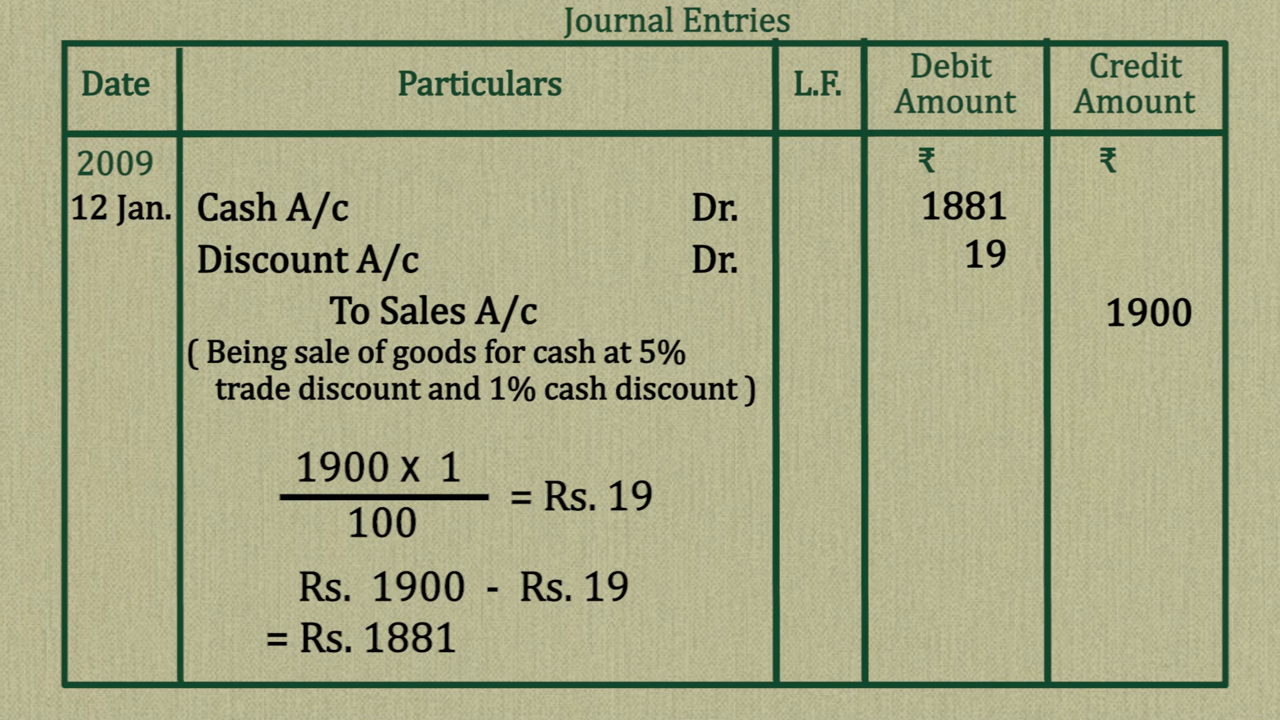 Journal Entries
Date Particulars L.F. Debit Amount Credit Amount
2009 ₹ ₹
12 Jan. Cash A/c Dr. 1881
Discount A/c Dr. 19
To Sales A/c 1900
( Being sale of goods for cash at 5%
trade discount and 1% cash discount )
1900 x 1
100
= Rs. 19
Rs. 1900 - Rs. 19
= Rs. 1881